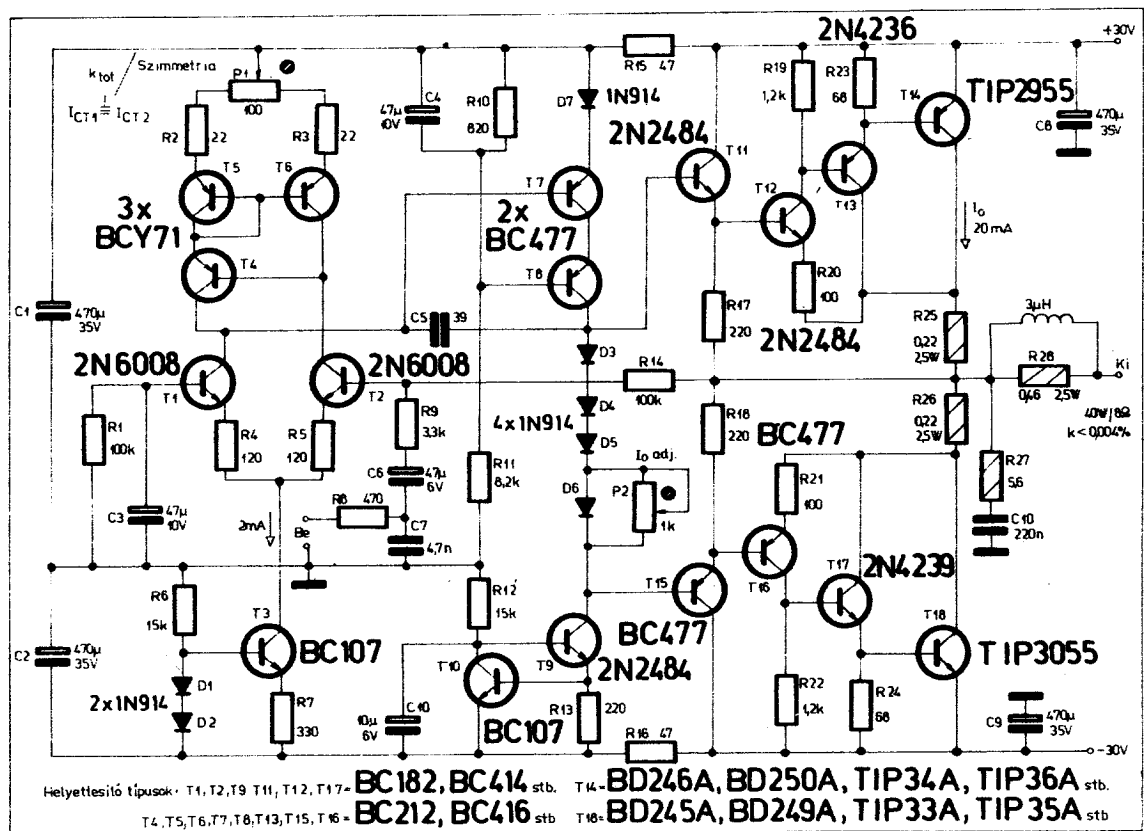 2N4236
+30V
k tot
Szimmetria
P1
100
I CT1 = I CT2
R2
22
R3
22
T5
T6
3x
BCY71
T4
C4
47µ
10V
R10
820
D7
1N914
R15 47
2N2484
T11
T7
2x
BC477
T8
R19
1,2k
R23
68
T14
TIP2955
T12
T13
C8
470µ
35V
I₀
20mA
C1
470µ
35V
C5
39
R17
220
R20
100
2N2484
3µH
R25
0,22
2,5W
R28
0,46 2,5W
Ki
40W/8Ω
k<0,004%
2N6008
T1
2N6008
T2
D3
R14
100k
D4
4x1N914
D5
R26
0,22
2,5W
R18
220
BC477
R1
100k
R4
120
R5
120
R9
3,3k
C6
47µ
6V
R11
8,2k
I₀ adj.
D6
P2
1k
R21
100
R27
5,6
C10
220n
C3
47µ
10V
2mA
R8 470
Be
C7
4,7n
T16
T17
2N4239
R6
15k
T3
BC107
R12
15k
T15
BC477
T18
TIP3055
C2
470µ
35V
D1
2x1N914
D2
R7
330
C10
10µ
6V
T10
BC107
T9
2N2484
R13
220
R22
1,2k
R24
68
C9
470µ
35V
R16 47
-30V
Helyettesitó típusok: T1, T2, T9 T11, T12, T17= BC182, BC414 stb. T14=BD246A, BD250A, TIP34A, TIP36A stb.
T4, T5, T6, T7, T8, T13, T15, T16 = BC212, BC416 stb T18=BD245A, BD249A, TIP33A, TIP35A stb